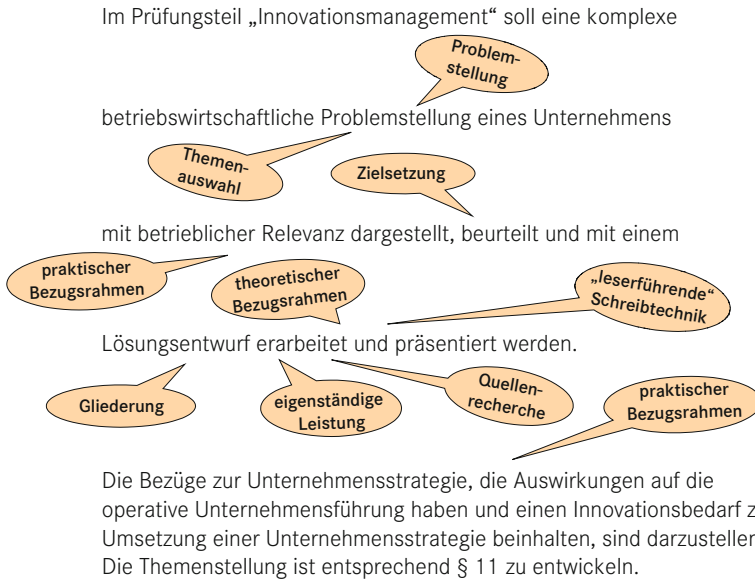 Im Prüfungsteil „Innovationsmanagement“ soll eine komplexe
Problem-
stellung
betriebswirtschaftliche Problemstellung eines Unternehmens
Themen-
auswahl
Zielsetzung
mit betrieblicher Relevanz dargestellt, beurteilt und mit einem
praktischer
Bezugsrahmen
theoretischer
Bezugsrahmen
„leserführende“
Schreibtechnik
Lösungsentwurf erarbeitet und präsentiert werden.
Gliederung
eigenständige
Leistung
Quellen-
recherche
praktischer
Bezugsrahmen
Die Bezüge zur Unternehmensstrategie, die Auswirkungen auf die
operative Unternehmensführung haben und einen Innovationsbedarf z
Umsetzung einer Unternehmensstrategie beinhalten, sind darzustellen
Die Themenstellung ist entsprechend § 11 zu entwickeln.